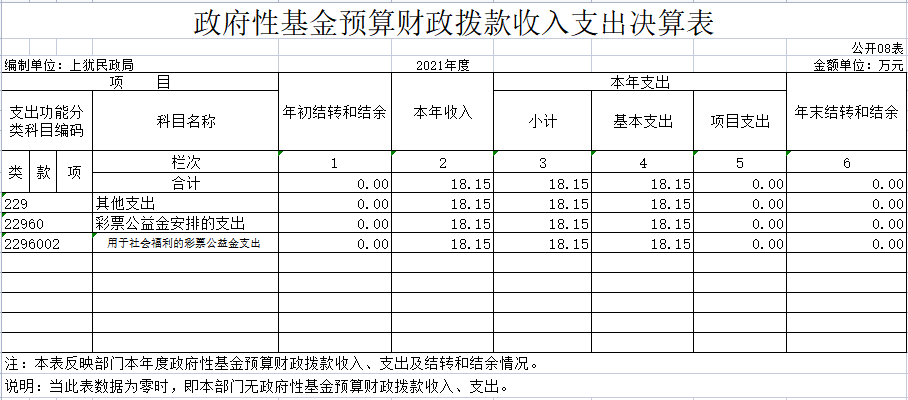 政府性基金预算财政拨款收入支出决算表
公开08表
编制单位：上犹民政局 2021年度 金额单位：万元
项 目 年初结转和结余 本年收入 本年支出 年末结转和结余
支出功能分类科目编码 科目名称 小计 基本支出 项目支出
类 款 项 栏次 1 2 3 4 5 6
合计 0.00 18.15 18.15 18.15 0.00 0.00
229 其他支出 0.00 18.15 18.15 18.15 0.00 0.00
22960 彩票公益金安排的支出 0.00 18.15 18.15 18.15 0.00 0.00
2296002 用于社会福利的彩票公益金支出 0.00 18.15 18.15 18.15 0.00 0.00
注：本表反映部门本年度政府性基金预算财政拨款收入、支出及结转和结余情况。
说明：当此表数据为零时，即本部门无政府性基金预算财政拨款收入、支出。